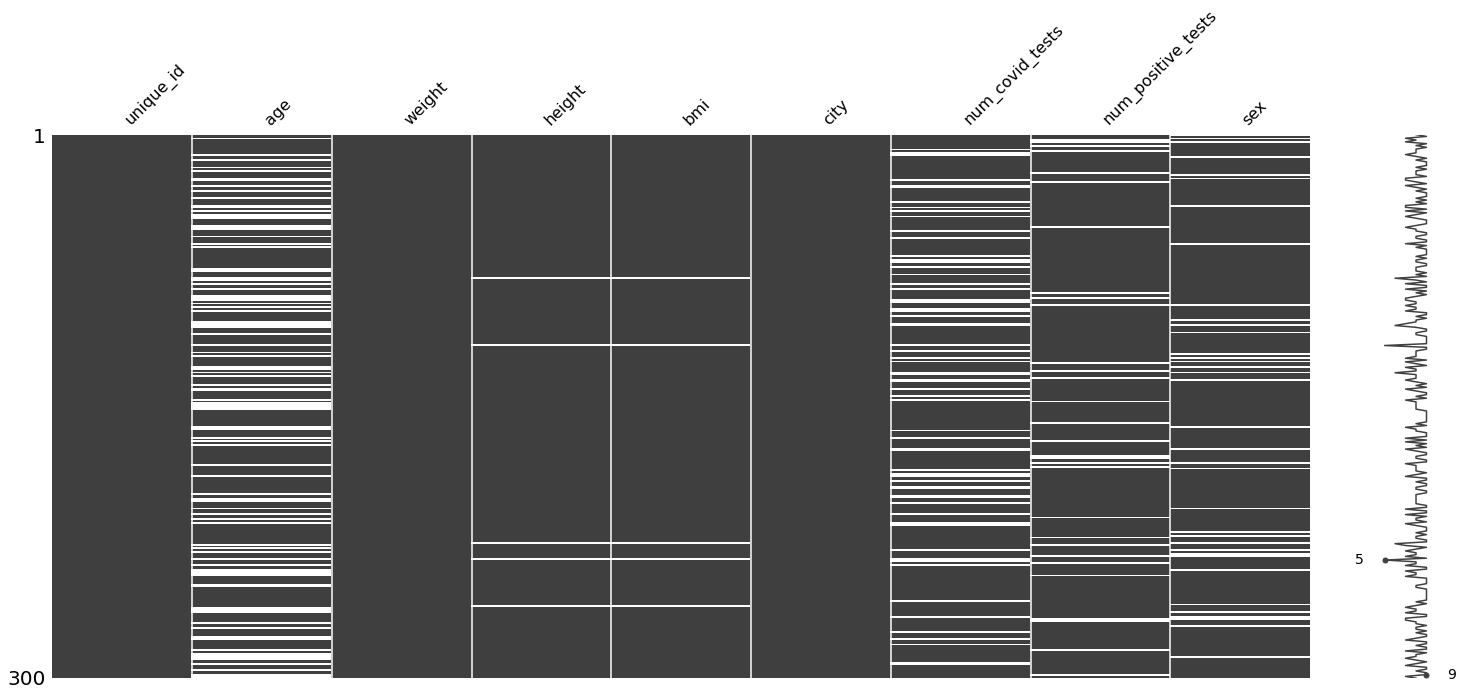 unique_id
age
weight
height
bmi
city
num_covid_tests
num_positive_tests
sex
1
300
5
9